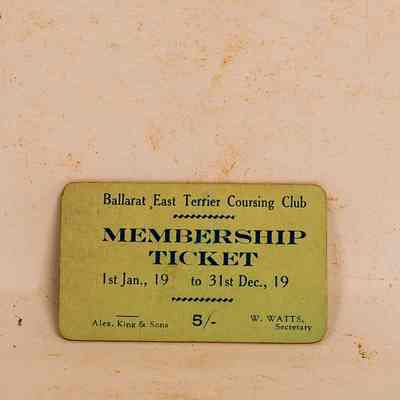 Ballarat East Terrier Coursing Club
MEMBERSHIP
TICKET
1st Jan., 19 to 31st Dec., 19
Alex. King & Sons 5/- W. WATTS,
Secretary